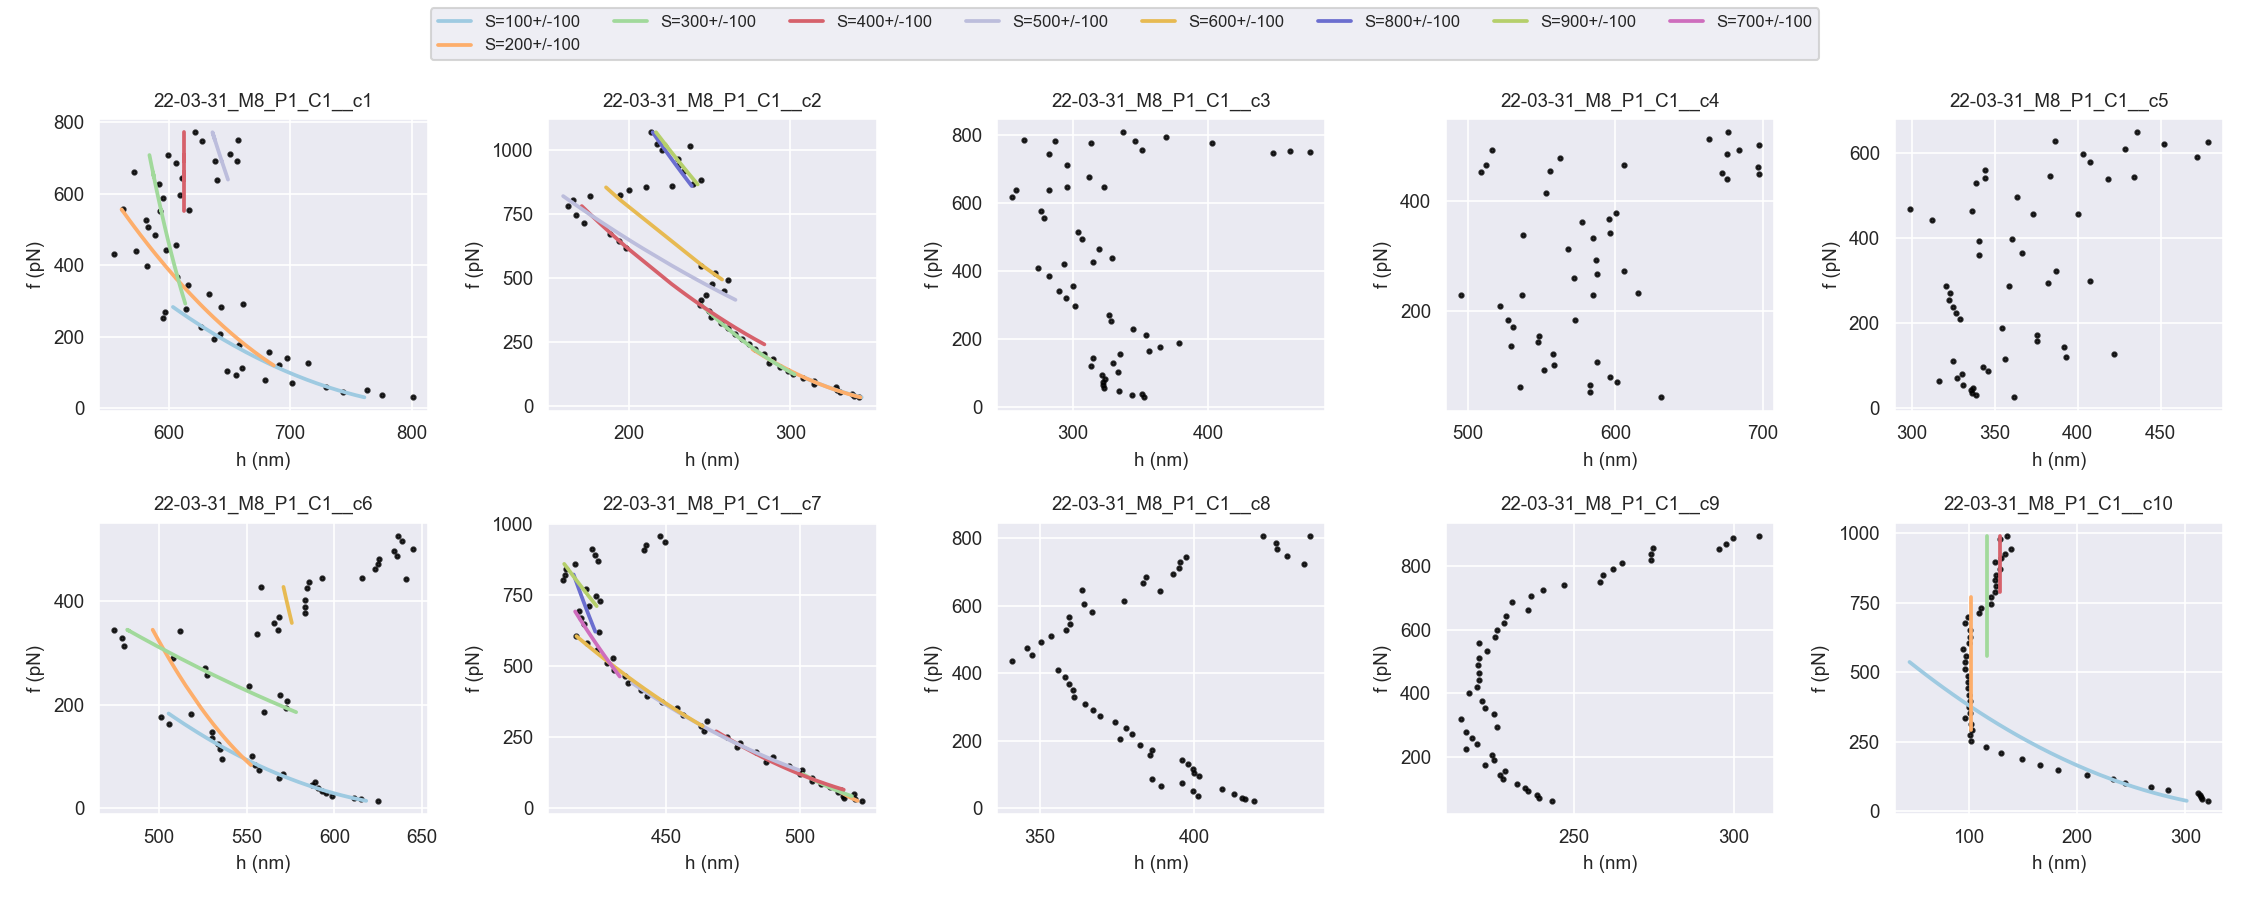 S=100+/-100 S=300+/-100 S=400+/-100 S=500+/-100 S=600+/-100 S=800+/-100 S=900+/-100 S=700+/-100
S=200+/-100
22-03-31_M8_P1_C1__c1 22-03-31_M8_P1_C1__c2 22-03-31_M8_P1_C1__c3 22-03-31_M8_P1_C1__c4 22-03-31_M8_P1_C1__c5
f (pN) f (pN) f (pN) f (pN) f (pN)
800 600 400 200 0
1000 750 500 250 0
800 600 400 200 0
400 200
600 400 200 0
600 700 800 200 300 300 400 500 600 700 300 350 400 450
h (nm) h (nm) h (nm) h (nm) h (nm)
22-03-31_M8_P1_C1__c6 22-03-31_M8_P1_C1__c7 22-03-31_M8_P1_C1__c8 22-03-31_M8_P1_C1__c9 22-03-31_M8_P1_C1__c10
f (pN) f (pN) f (pN) f (pN) f (pN)
400 200 0
1000 750 500 250 0
800 600 400 200 0
800 600 400 200
1000 750 500 250 0
500 550 600 650 450 500 350 400 250 300 100 200 300
h (nm) h (nm) h (nm) h (nm) h (nm)